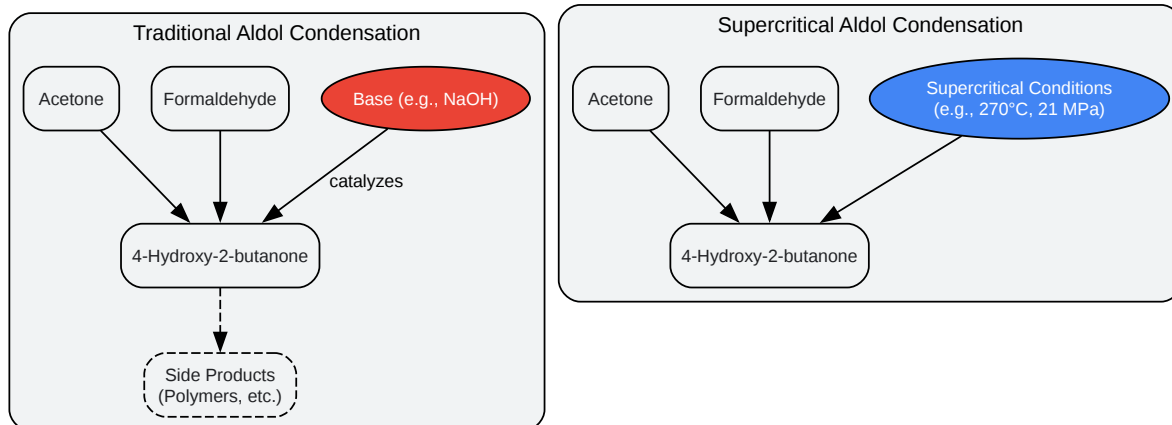 Traditional Aldol Condensation
Acetone
Formaldehyde
Base (e.g., NaOH)
catalyzes
4-Hydroxy-2-butanone
Side Products
(Polymers, etc.)
Supercritical Aldol Condensation
Acetone
Formaldehyde
Supercritical Conditions
(e.g., 270°C, 21 MPa)
4-Hydroxy-2-butanone